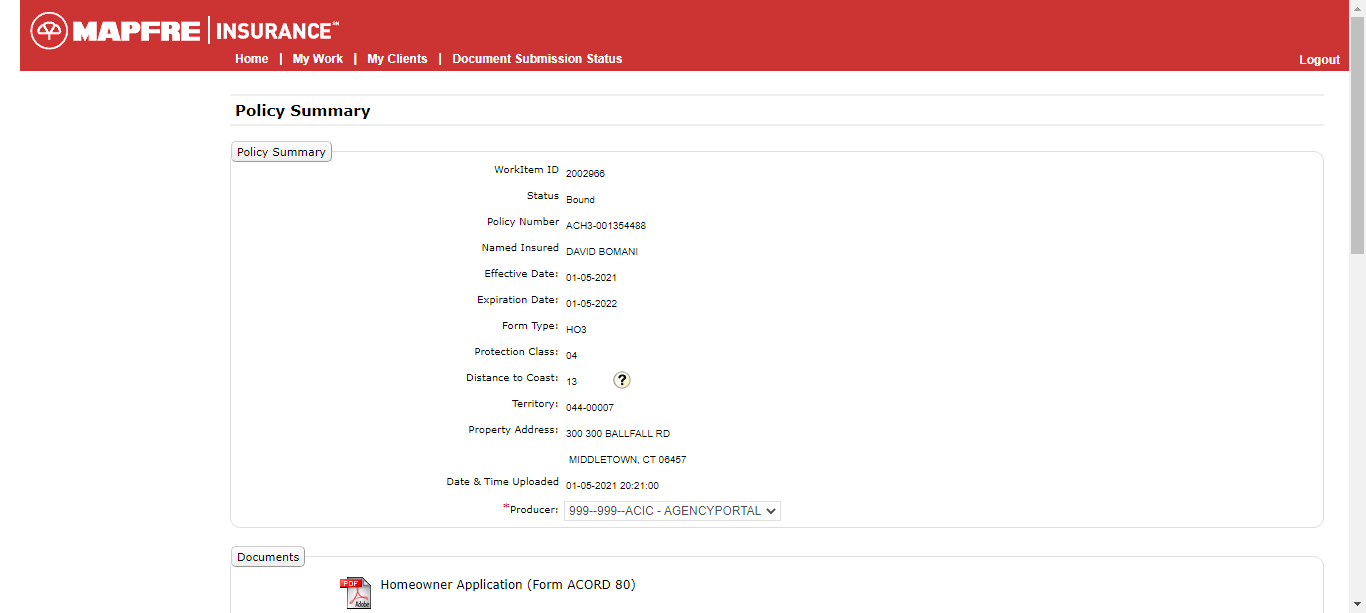 MAPFRE | INSURANCE℠
Home | My Work | My Clients | Document Submission Status
Logout
Policy Summary
Policy Summary
WorkItem ID 2002966
Status Bound
Policy Number ACH3-001354488
Named Insured DAVID BOMANI
Effective Date: 01-05-2021
Expiration Date: 01-05-2022
Form Type: HO3
Protection Class: 04
Distance to Coast: 13 ?
Territory: 044-00007
Property Address: 300 300 BALLFALL RD
MIDDLETOWN, CT 06457
Date & Time Uploaded 01-05-2021 20:21:00
*Producer: 999--999--ACIC - AGENCYPORTAL
Documents
PDF
Adobe
Homeowner Application (Form ACORD 80)